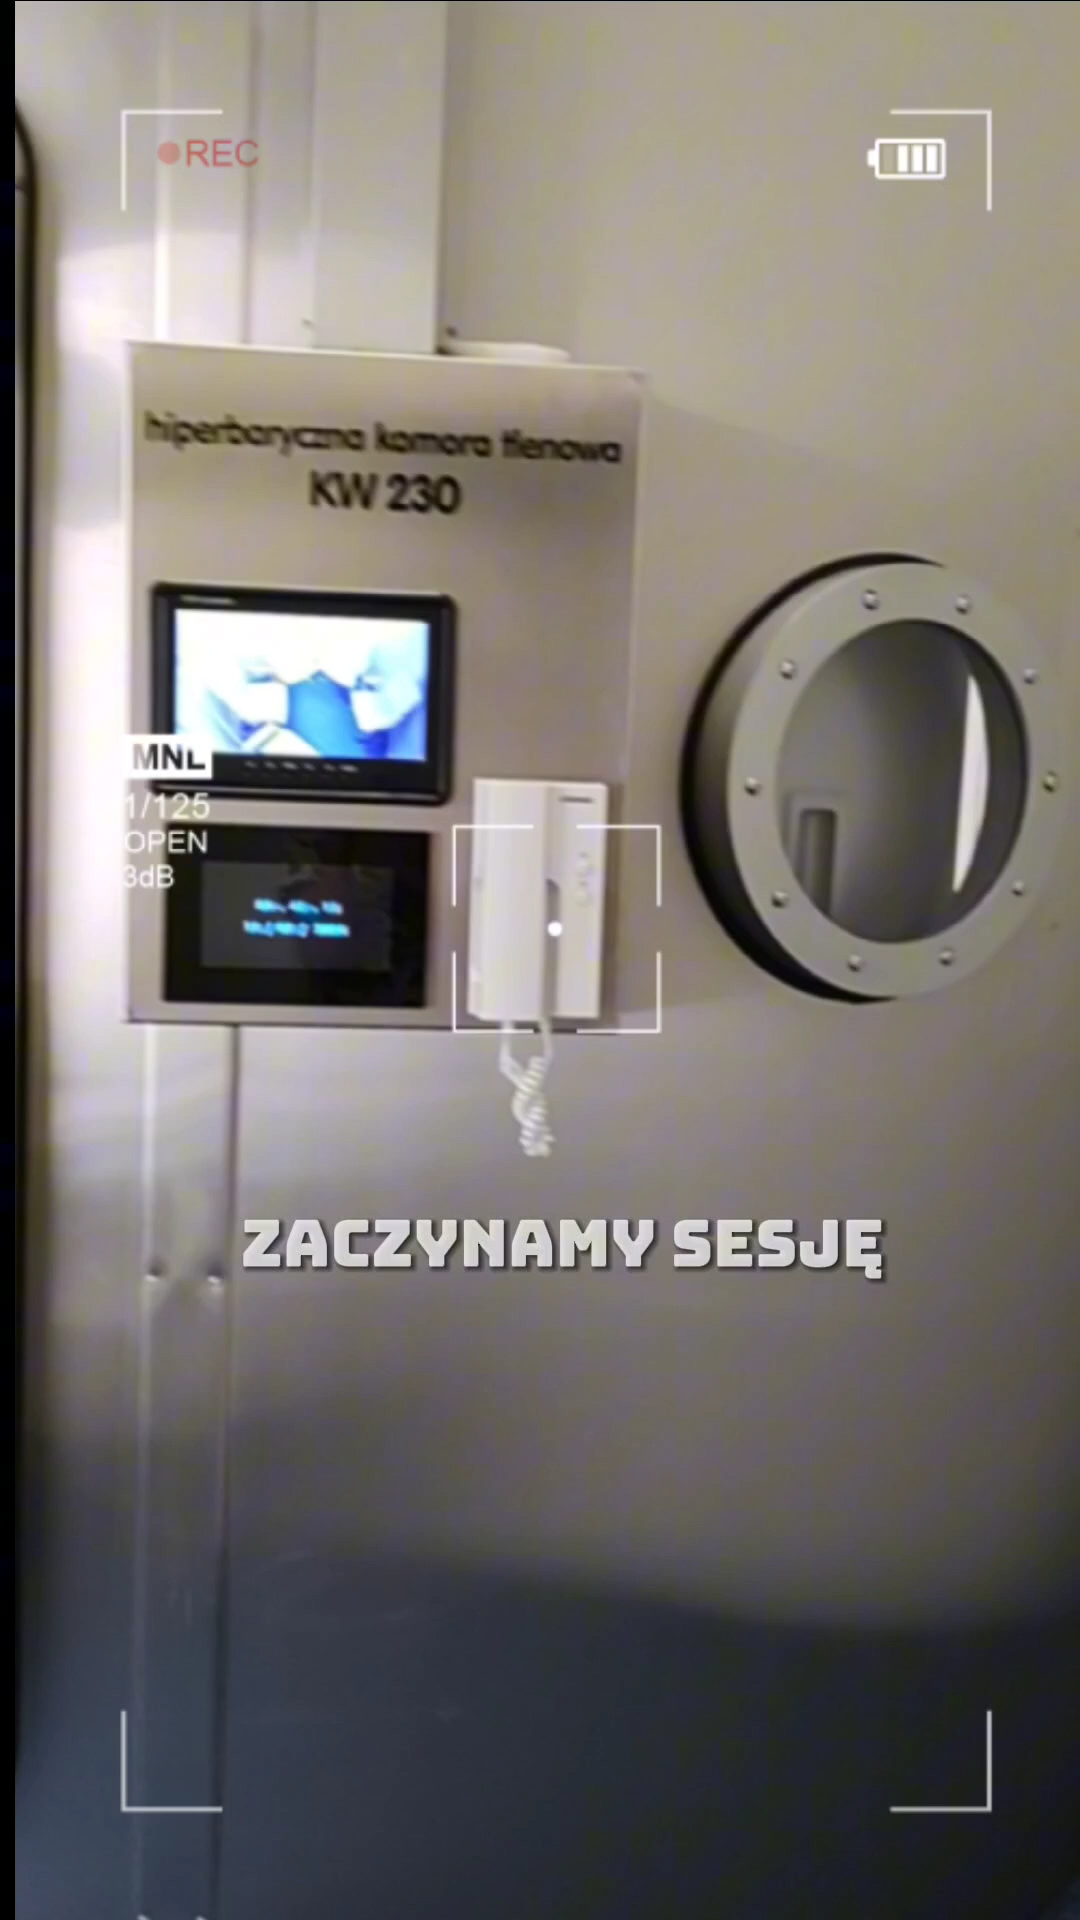 REC
hiperbaryczna komora tlenowa
KW 230
MNL
1/125
OPEN
3dB
ZACZYNAMY SESJĘ